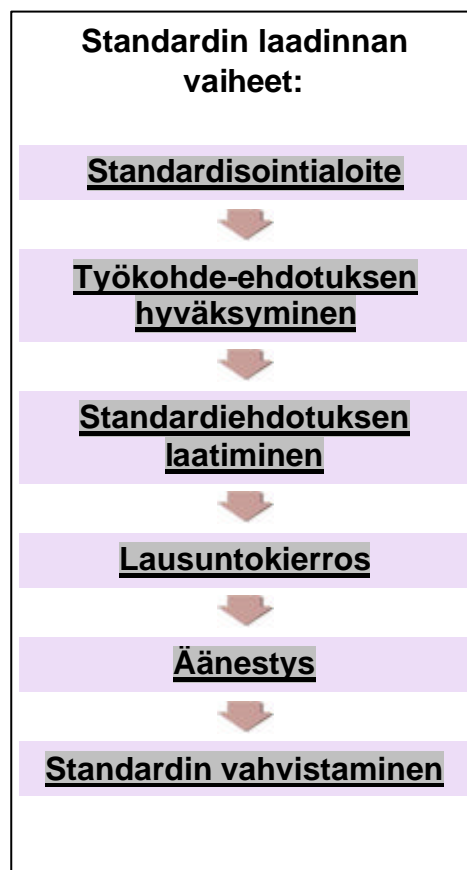 Standardin laadinnan
vaiheet:
Standardisointialoite
Työkohde-ehdotuksen
hyväksyminen
Standardiehdotuksen
laatiminen
Lausuntokierros
Äänestys
Standardin vahvistaminen